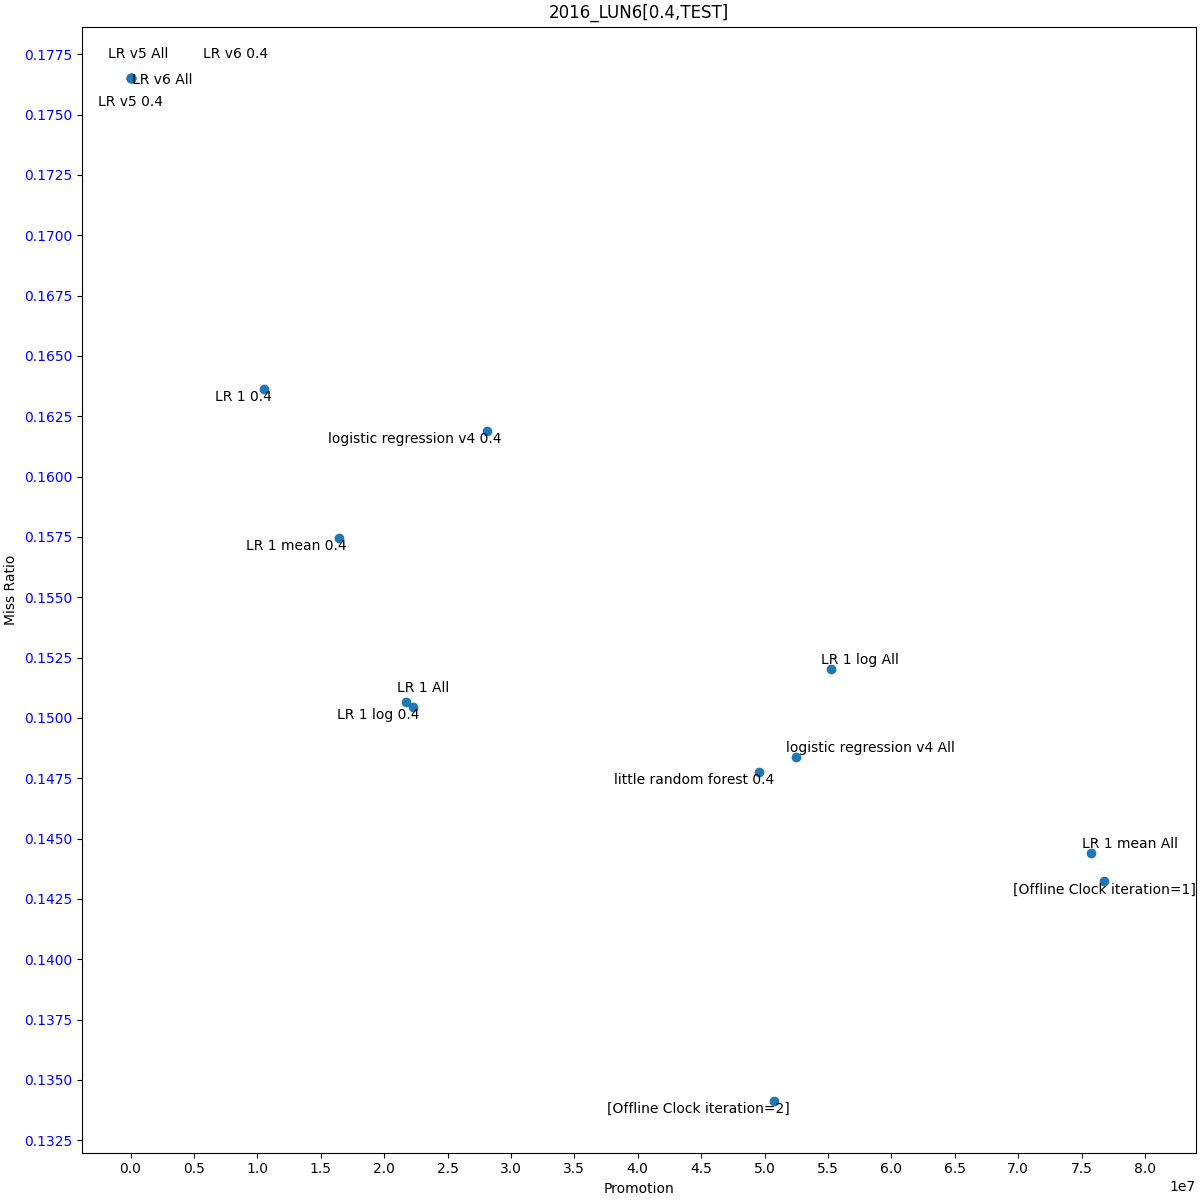 2016_LUN6[0.4,TEST]
0.1775
LR v5 All
LR v6 0.4
LR v6 All
LR v5 0.4
0.1750
0.1725
0.1700
0.1675
0.1650
LR 1 0.4
0.1625
logistic regression v4 0.4
0.1600
0.1575
LR 1 mean 0.4
Miss Ratio
0.1550
0.1525
LR 1 log All
LR 1 All
LR 1 log 0.4
0.1500
logistic regression v4 All
little random forest 0.4
0.1475
0.1450
LR 1 mean All
[Offline Clock iteration=1]
0.1425
0.1400
0.1375
0.1350
[Offline Clock iteration=2]
0.1325
0.0 0.5 1.0 1.5 2.0 2.5 3.0 3.5 4.0 4.5 5.0 5.5 6.0 6.5 7.0 7.5 8.0
1e7
Promotion